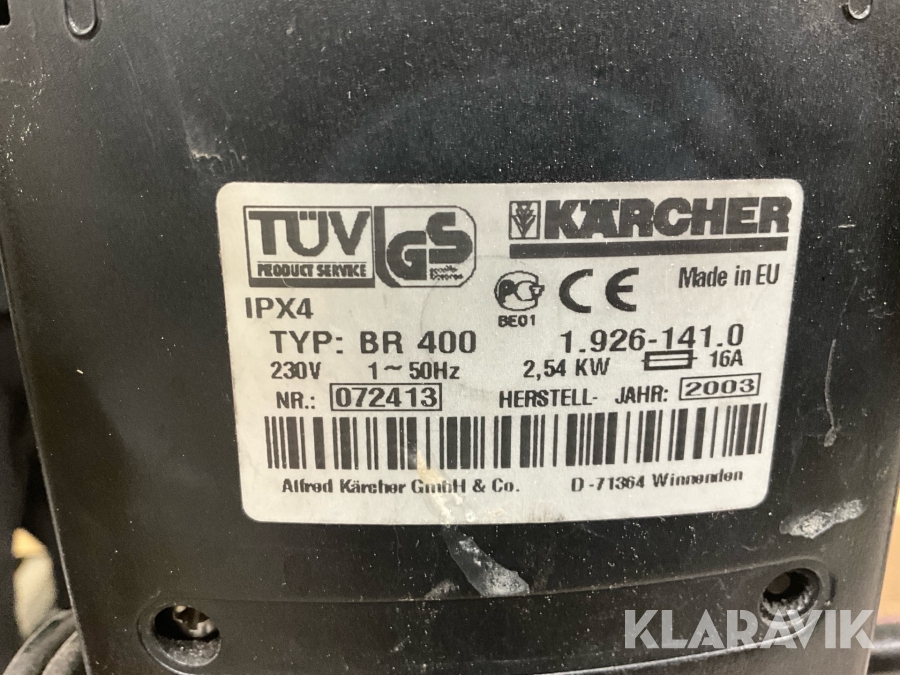 TÜV
PRODUCT SERVICE
GS
KÄRCHER
IPX4
BE01
CE
Made in EU
TYP: BR 400 1.926-141.0
230V 1~50Hz 2,54 KW 16A
NR.: 072413 HERSTELL- JAHR: 2003
Alfred Kärcher GmbH & Co. D-71364 Winnenden
KLARAVIK